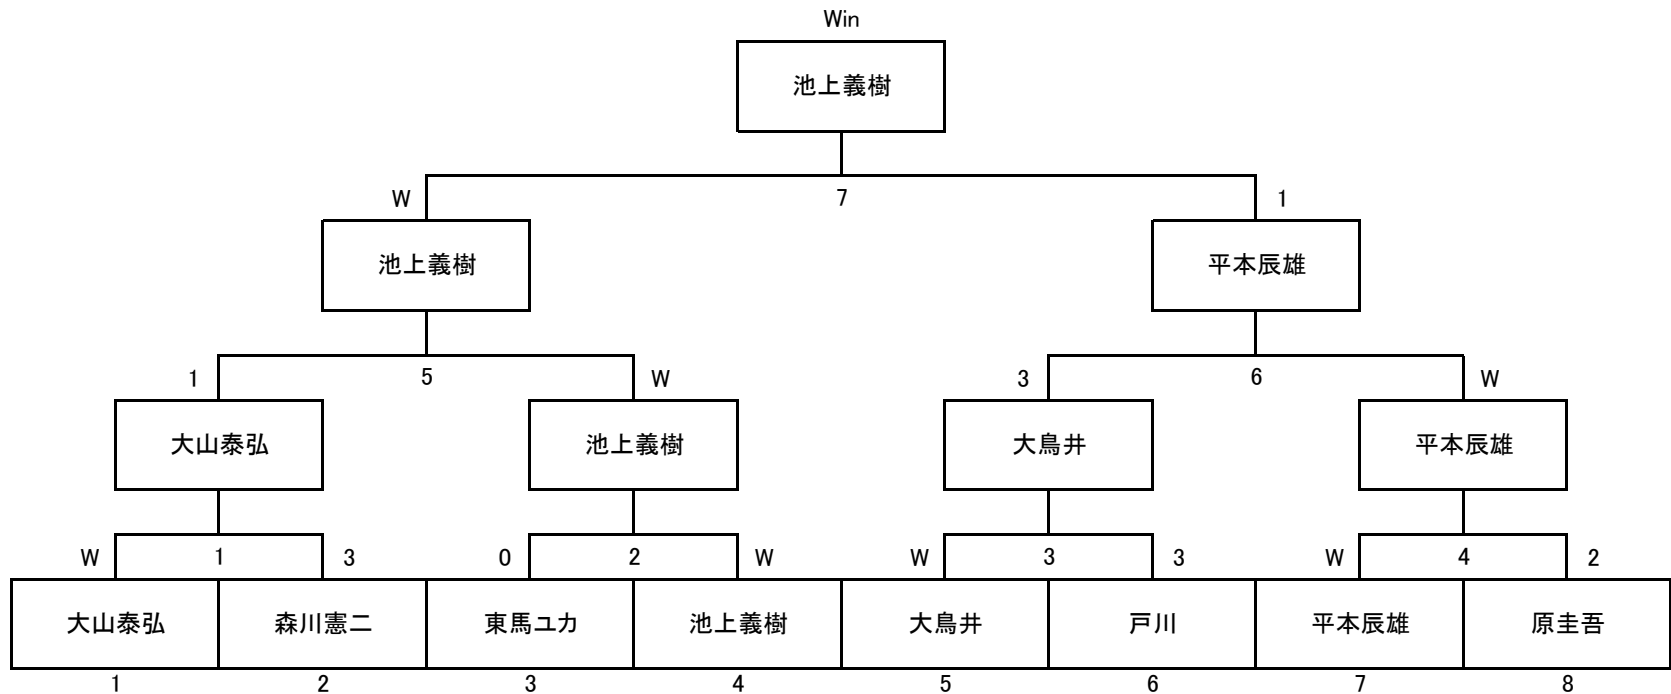 Win
池上義樹
W 7 1
池上義樹 平本辰雄
1 5 W 3 6 W
大山泰弘 池上義樹 大鳥井 平本辰雄
W 1 3 0 2 W W 3 3 W 4 2
大山泰弘 森川憲二 東馬ユカ 池上義樹 大鳥井 戸川 平本辰雄 原圭吾
1 2 3 4 5 6 7 8